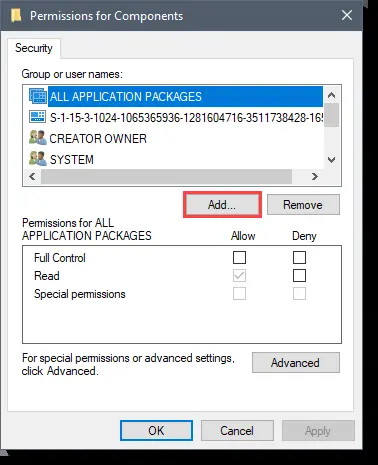 Permissions for Components
Security
Group or user names:
ALL APPLICATION PACKAGES
S-1-15-3-1024-1065365936-1281604716-3511738428-165
CREATOR OWNER
SYSTEM
Add...
Remove
Permissions for ALL
APPLICATION PACKAGES
Allow
Deny
Full Control
Read
Special permissions
For special permissions or advanced settings,
click Advanced.
Advanced
OK
Cancel
Apply